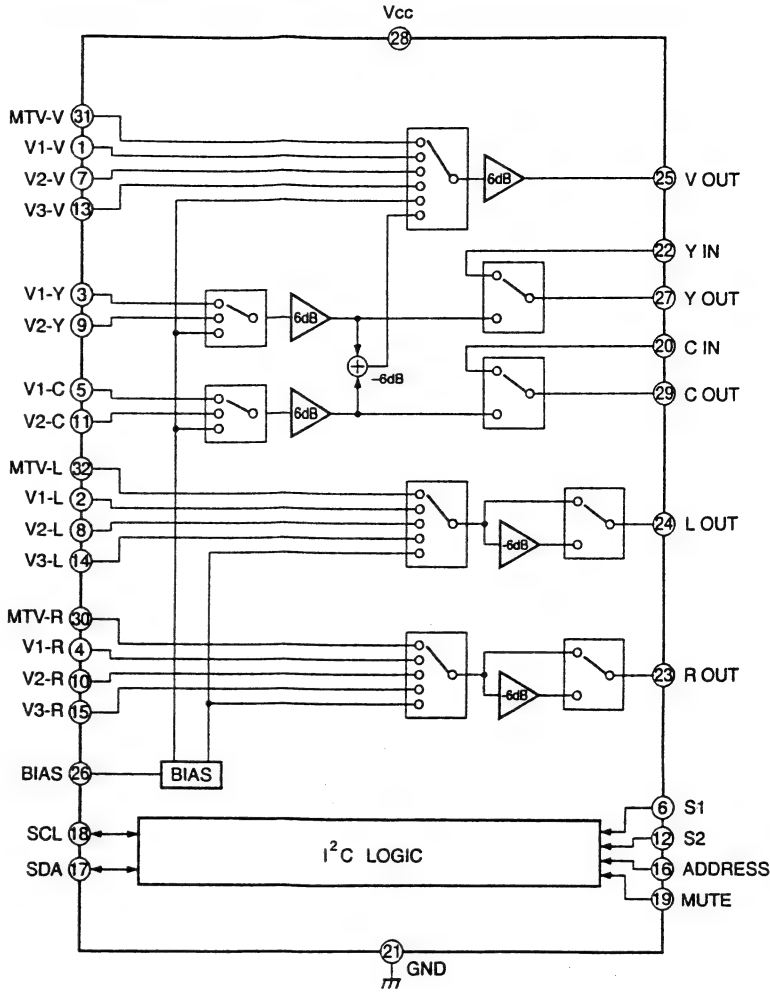 Vcc
28
MTV-V 31
V1-V 1
V2-V 7
V3-V 13
6dB
25 V OUT
22 Y IN
V1-Y 3
V2-Y 9
6dB
27 Y OUT
20 C IN
-6dB
V1-C 5
V2-C 11
6dB
29 C OUT
MTV-L 32
V1-L 2
V2-L 8
V3-L 14
-6dB
24 L OUT
MTV-R 30
V1-R 4
V2-R 10
V3-R 15
-6dB
23 R OUT
BIAS 26
BIAS
SCL 18
SDA 17
I²C LOGIC
6 S1
12 S2
16 ADDRESS
19 MUTE
21 GND